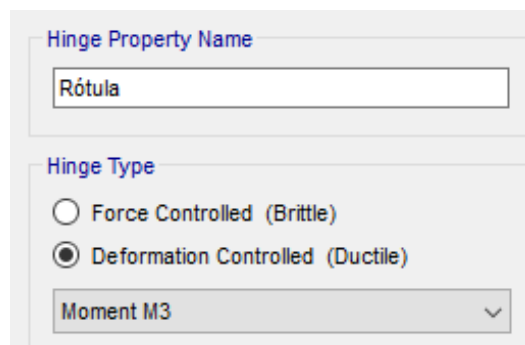 Hinge Property Name
Rótula
Hinge Type
Force Controlled (Brittle)
Deformation Controlled (Ductile)
Moment M3